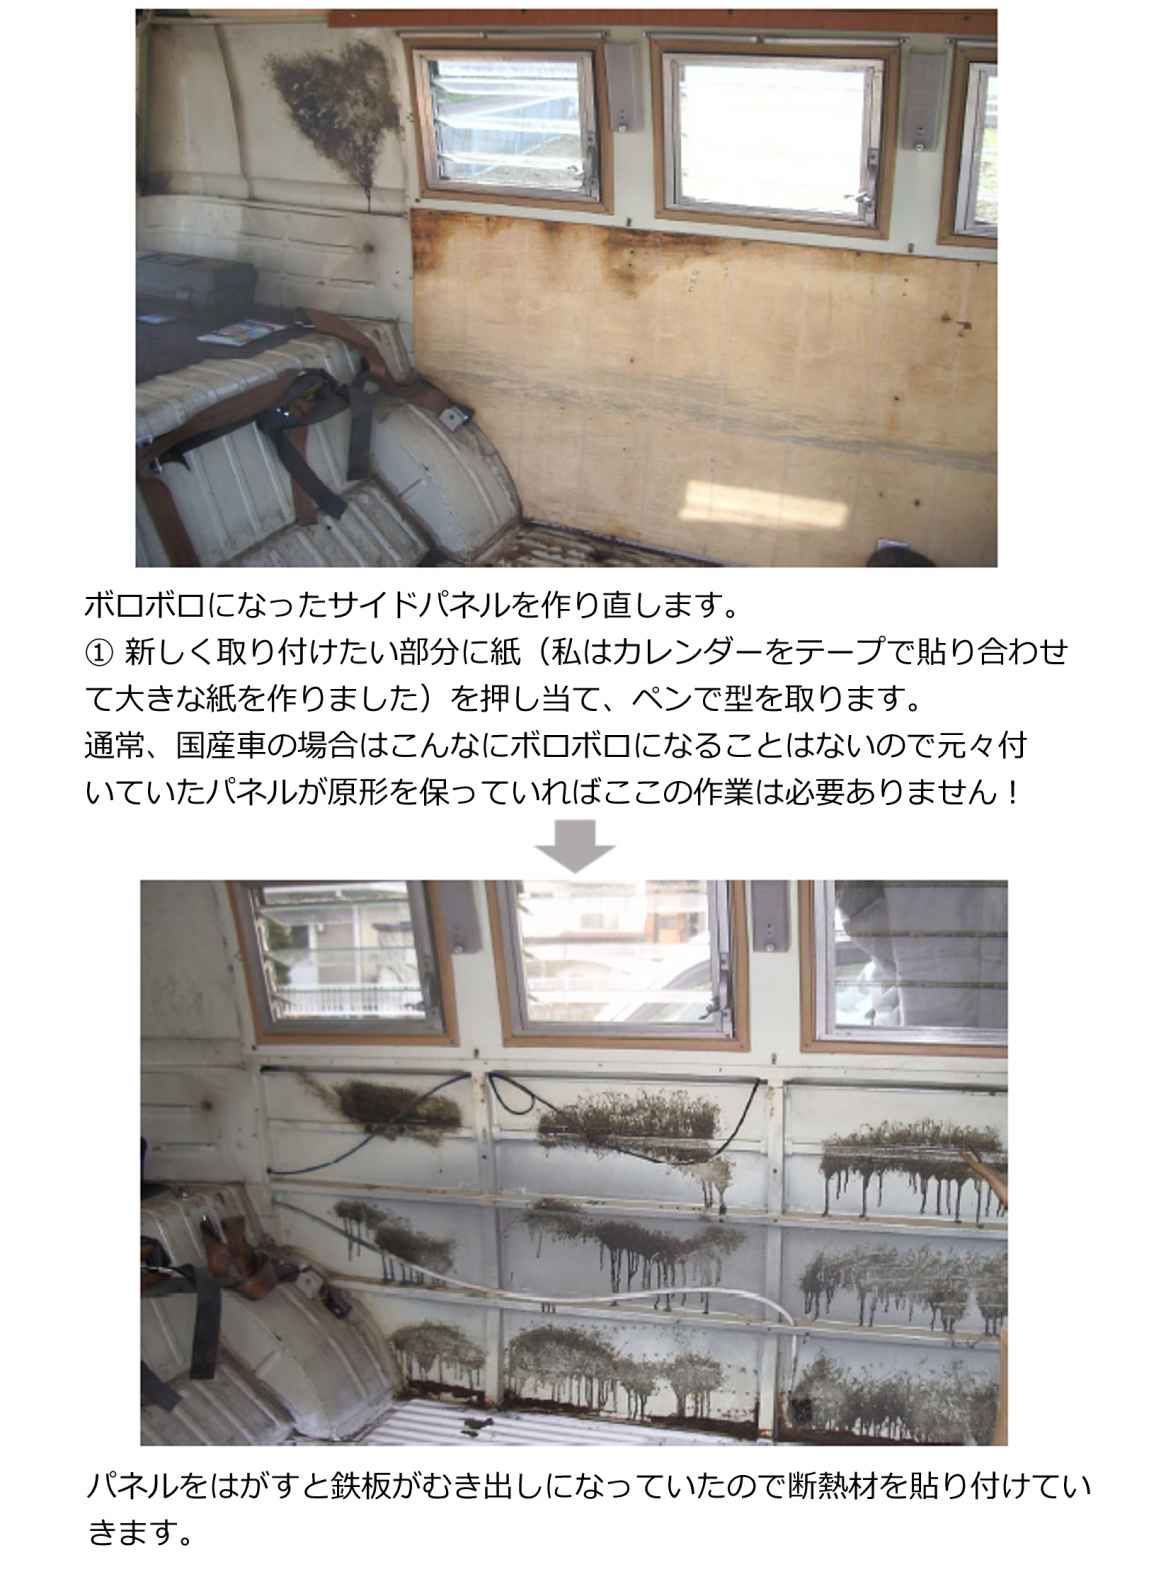 ボロボロになったサイドパネルを作り直します。
① 新しく取り付けたい部分に紙（私はカレンダーをテープで貼り合わせ
て大きな紙を作りました）を押し当て、ペンで型を取ります。
通常、国産車の場合はこんなにボロボロになることはないので元々付
いていたパネルが原形を保っていればここの作業は必要ありません！
パネルをはがすと鉄板がむき出しになっていたので断熱材を貼り付けてい
きます。